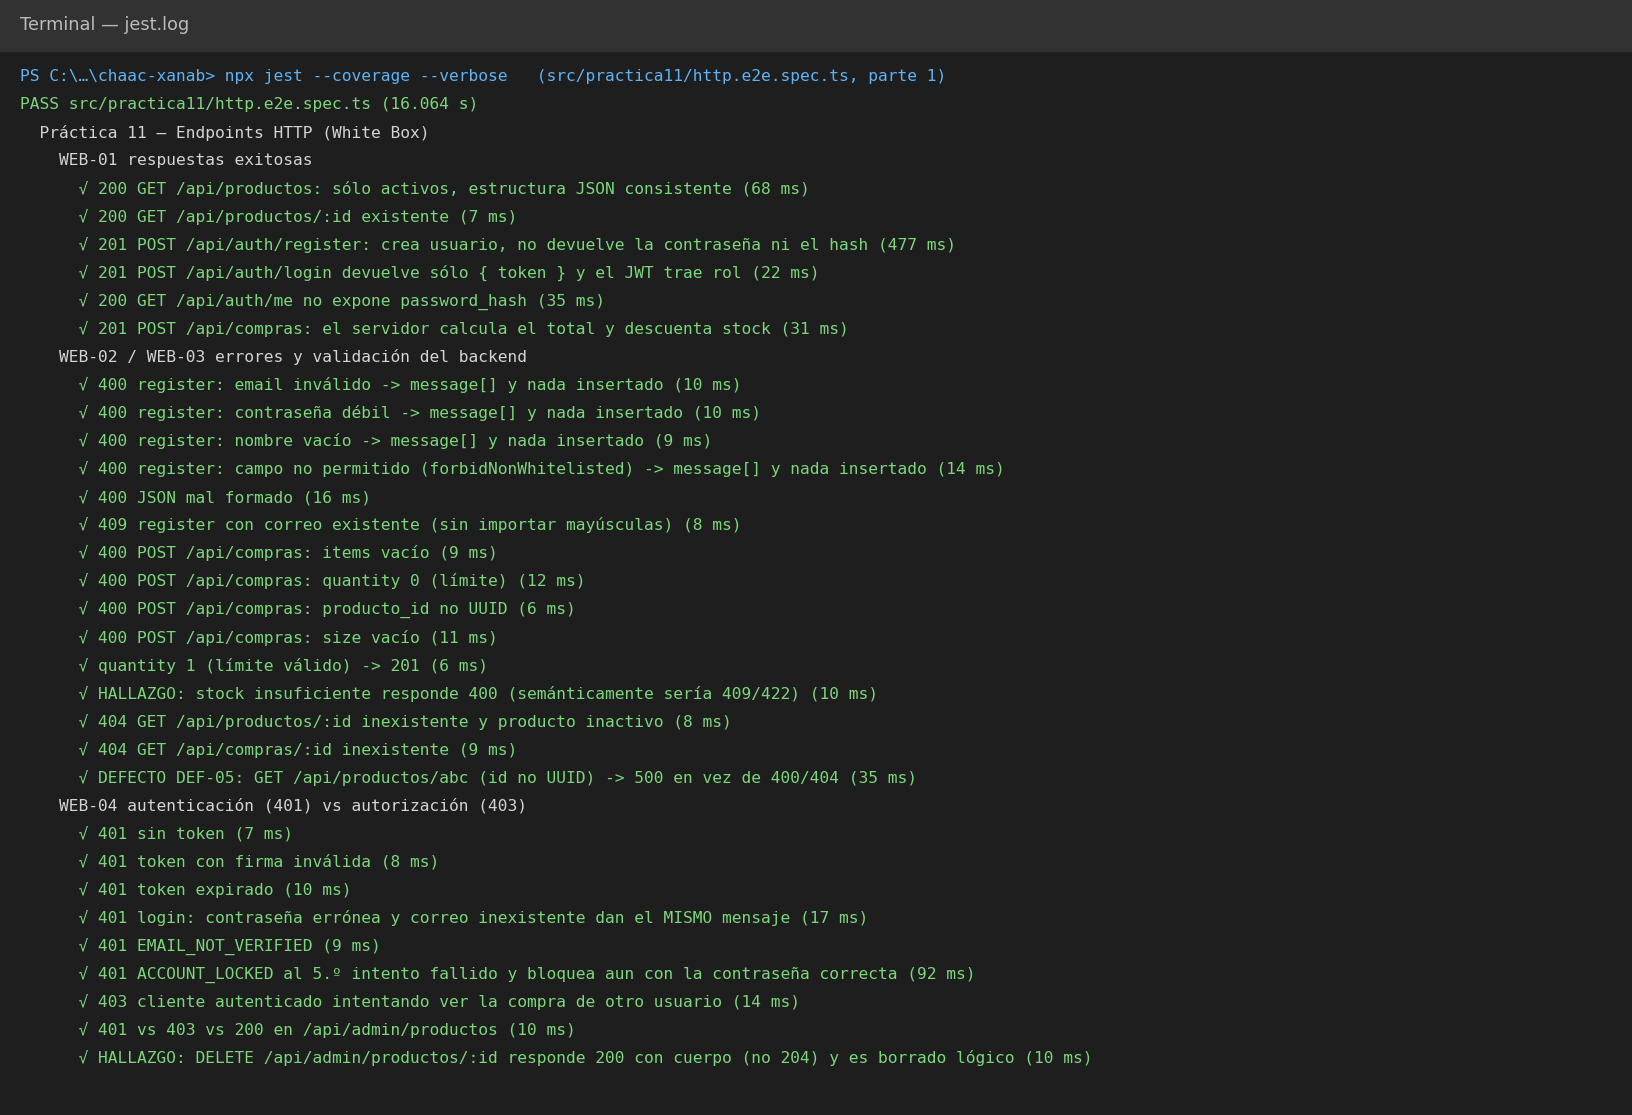 Terminal — jest.log
PS C:\…\chaac-xanab> npx jest --coverage --verbose   (src/practica11/http.e2e.spec.ts, parte 1)
PASS src/practica11/http.e2e.spec.ts (16.064 s)
  Práctica 11 — Endpoints HTTP (White Box)
    WEB-01 respuestas exitosas
      √ 200 GET /api/productos: sólo activos, estructura JSON consistente (68 ms)
      √ 200 GET /api/productos/:id existente (7 ms)
      √ 201 POST /api/auth/register: crea usuario, no devuelve la contraseña ni el hash (477 ms)
      √ 201 POST /api/auth/login devuelve sólo { token } y el JWT trae rol (22 ms)
      √ 200 GET /api/auth/me no expone password_hash (35 ms)
      √ 201 POST /api/compras: el servidor calcula el total y descuenta stock (31 ms)
    WEB-02 / WEB-03 errores y validación del backend
      √ 400 register: email inválido -> message[] y nada insertado (10 ms)
      √ 400 register: contraseña débil -> message[] y nada insertado (10 ms)
      √ 400 register: nombre vacío -> message[] y nada insertado (9 ms)
      √ 400 register: campo no permitido (forbidNonWhitelisted) -> message[] y nada insertado (14 ms)
      √ 400 JSON mal formado (16 ms)
      √ 409 register con correo existente (sin importar mayúsculas) (8 ms)
      √ 400 POST /api/compras: items vacío (9 ms)
      √ 400 POST /api/compras: quantity 0 (límite) (12 ms)
      √ 400 POST /api/compras: producto_id no UUID (6 ms)
      √ 400 POST /api/compras: size vacío (11 ms)
      √ quantity 1 (límite válido) -> 201 (6 ms)
      √ HALLAZGO: stock insuficiente responde 400 (semánticamente sería 409/422) (10 ms)
      √ 404 GET /api/productos/:id inexistente y producto inactivo (8 ms)
      √ 404 GET /api/compras/:id inexistente (9 ms)
      √ DEFECTO DEF-05: GET /api/productos/abc (id no UUID) -> 500 en vez de 400/404 (35 ms)
    WEB-04 autenticación (401) vs autorización (403)
      √ 401 sin token (7 ms)
      √ 401 token con firma inválida (8 ms)
      √ 401 token expirado (10 ms)
      √ 401 login: contraseña errónea y correo inexistente dan el MISMO mensaje (17 ms)
      √ 401 EMAIL_NOT_VERIFIED (9 ms)
      √ 401 ACCOUNT_LOCKED al 5.º intento fallido y bloquea aun con la contraseña correcta (92 ms)
      √ 403 cliente autenticado intentando ver la compra de otro usuario (14 ms)
      √ 401 vs 403 vs 200 en /api/admin/productos (10 ms)
      √ HALLAZGO: DELETE /api/admin/productos/:id responde 200 con cuerpo (no 204) y es borrado lógico (10 ms)